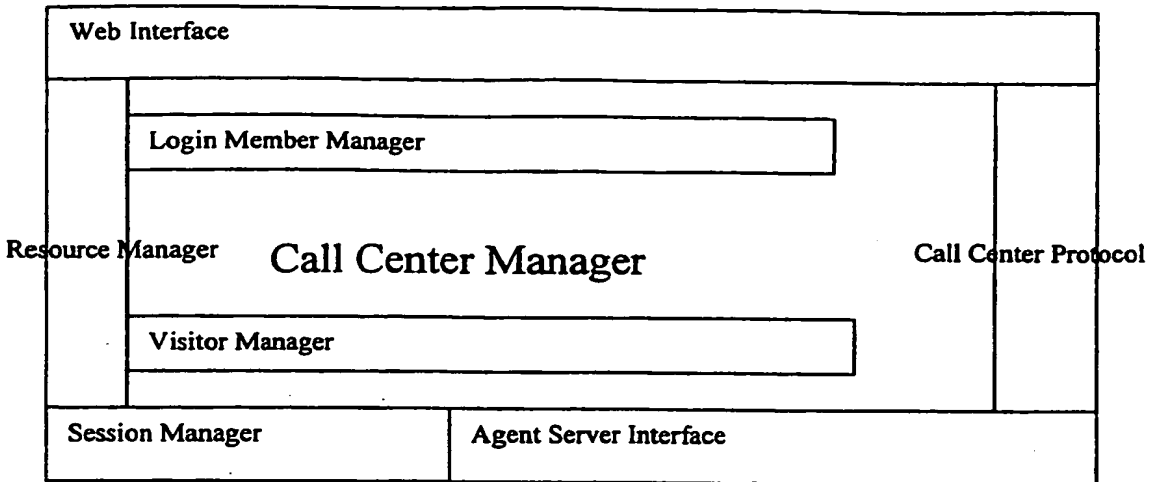 Web Interface
Login Member Manager
Resource Manager
Call Center Manager
Call Center Protocol
Visitor Manager
Session Manager
Agent Server Interface